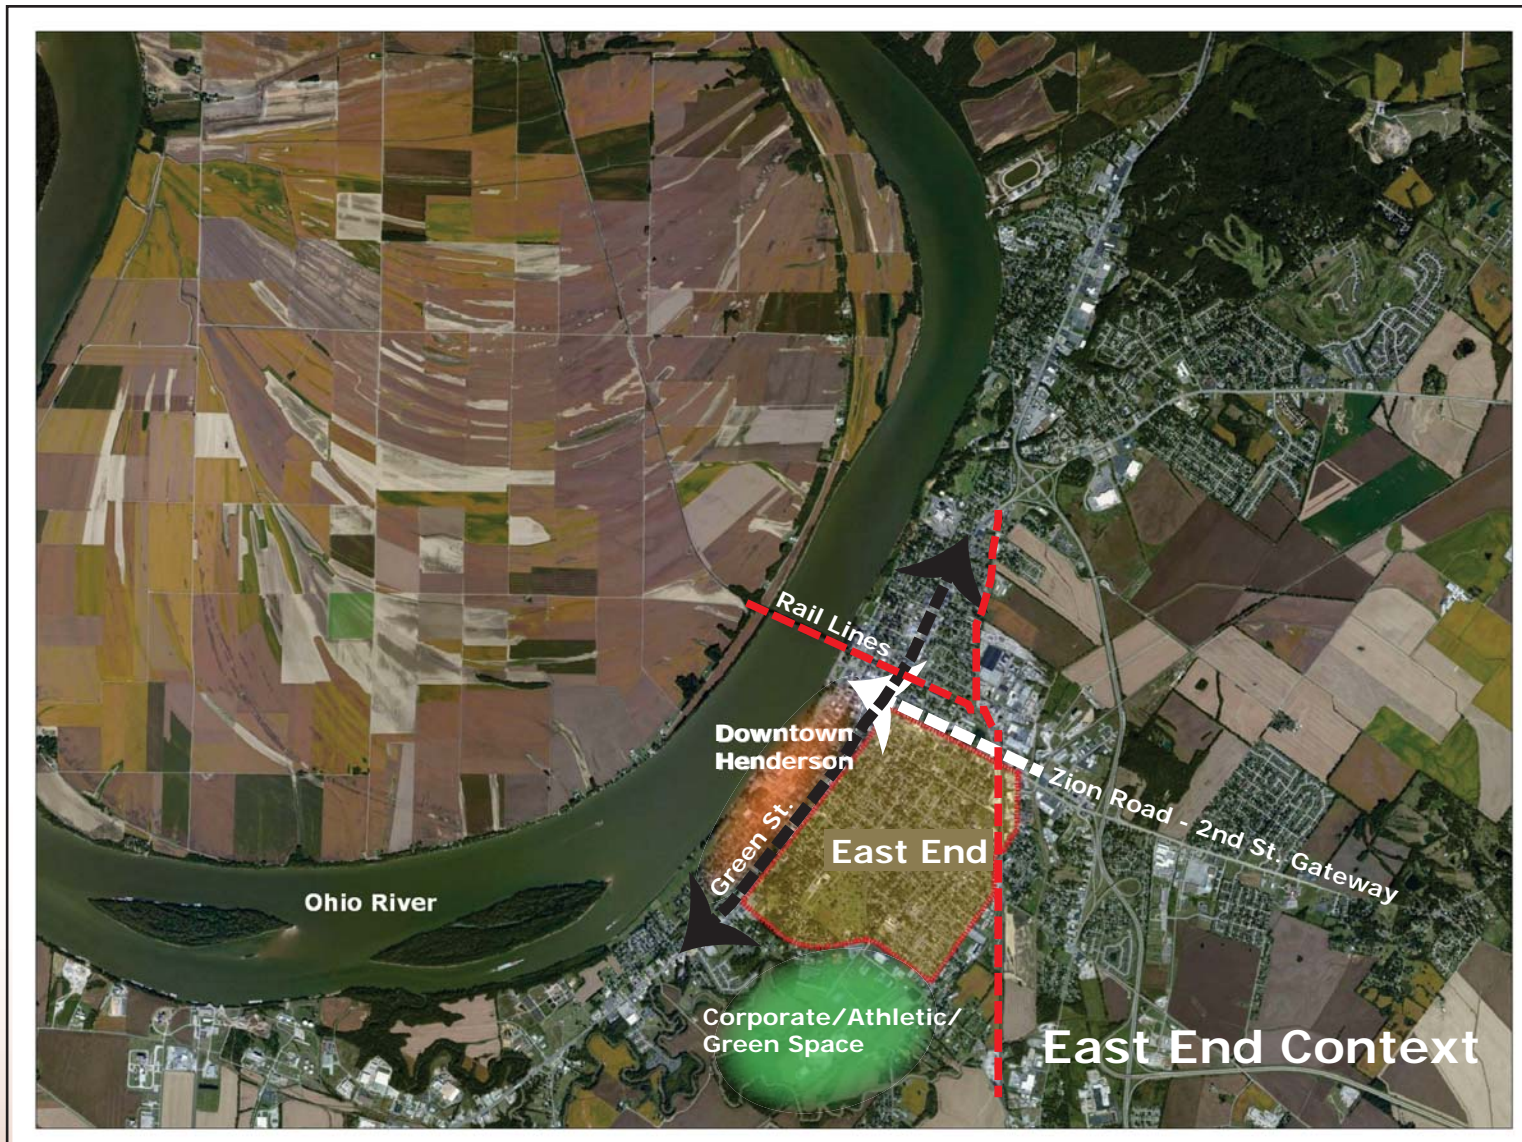 Rail Lines
Downtown
Henderson
Zion Road - 2nd St. Gateway
Green St.
East End
Ohio River
Corporate/Athletic/
Green Space
East End Context